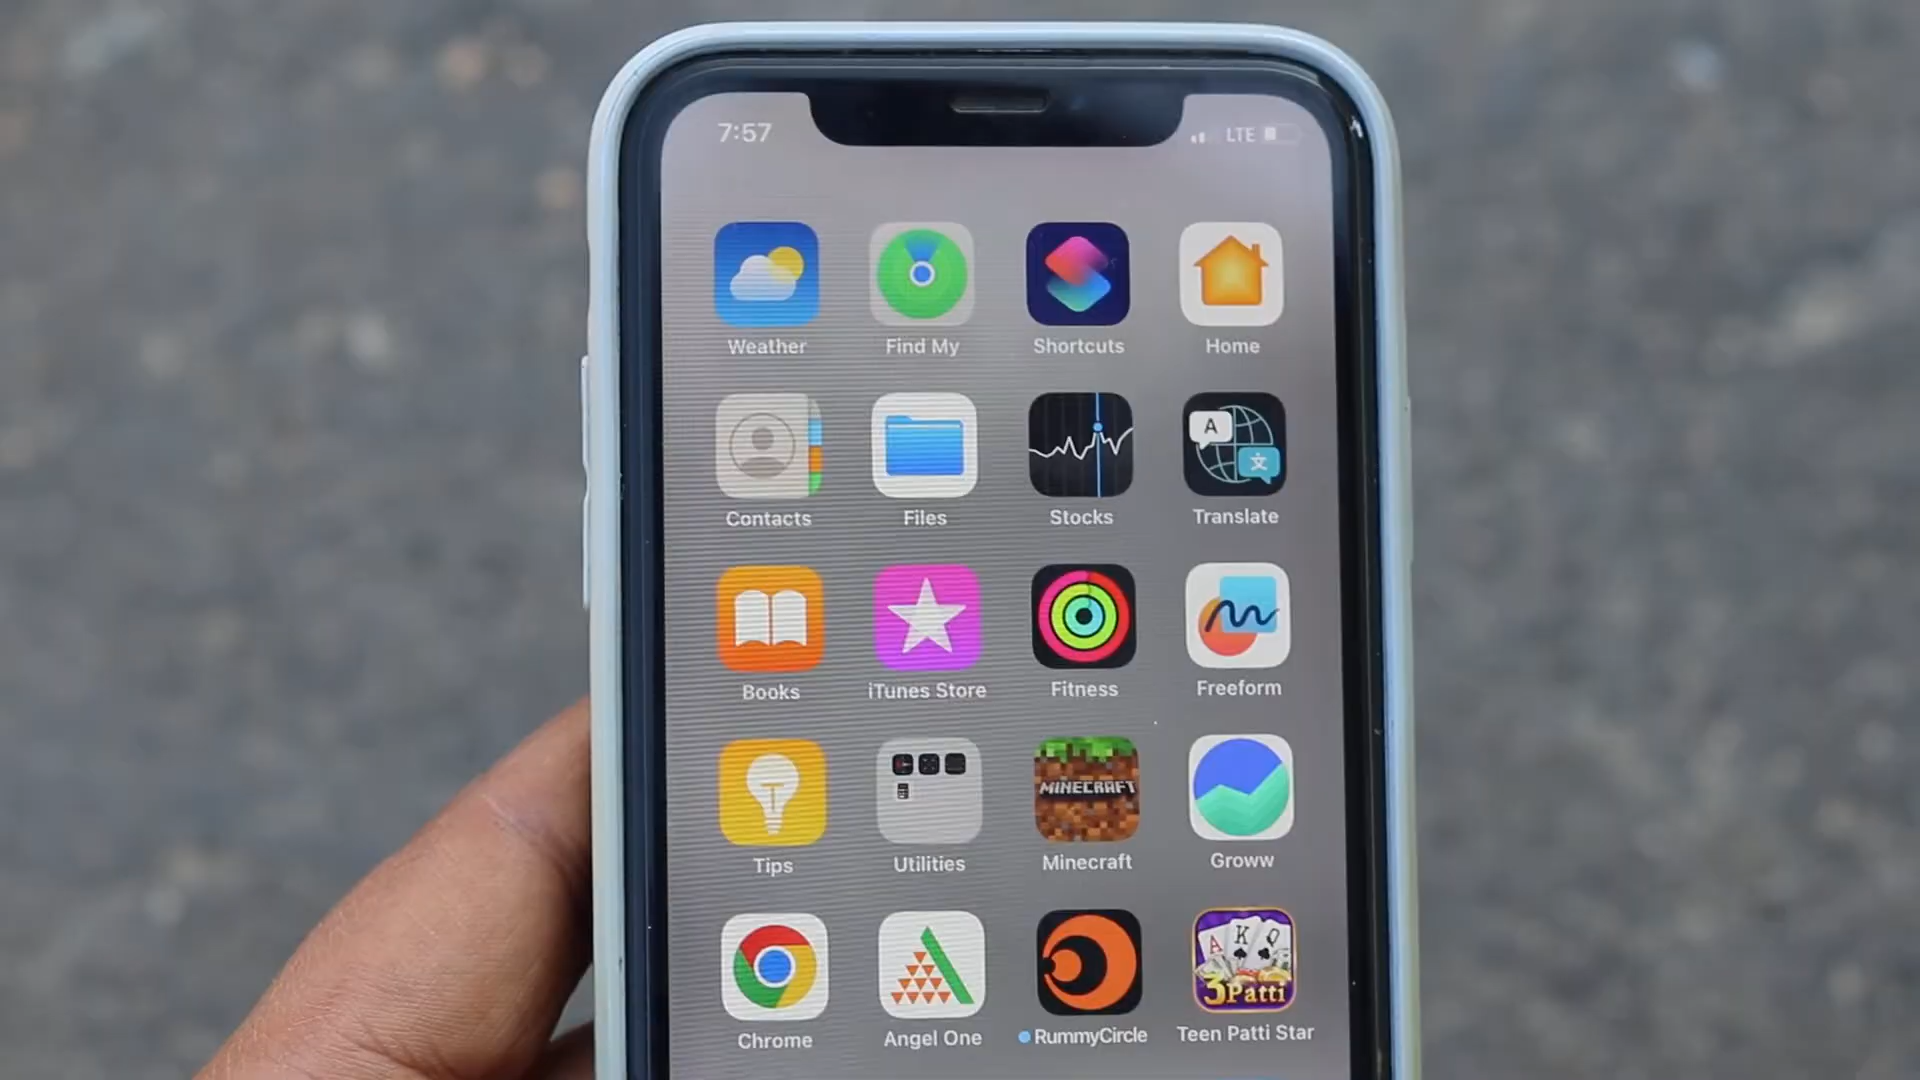 7:57 LTE
Weather Find My Shortcuts Home
A 文
Contacts Files Stocks Translate
Books iTunes Store Fitness Freeform
MINECRAFT
Tips Utilities Minecraft Groww
A K Q
3Patti
Chrome Angel One RummyCircle Teen Patti Star